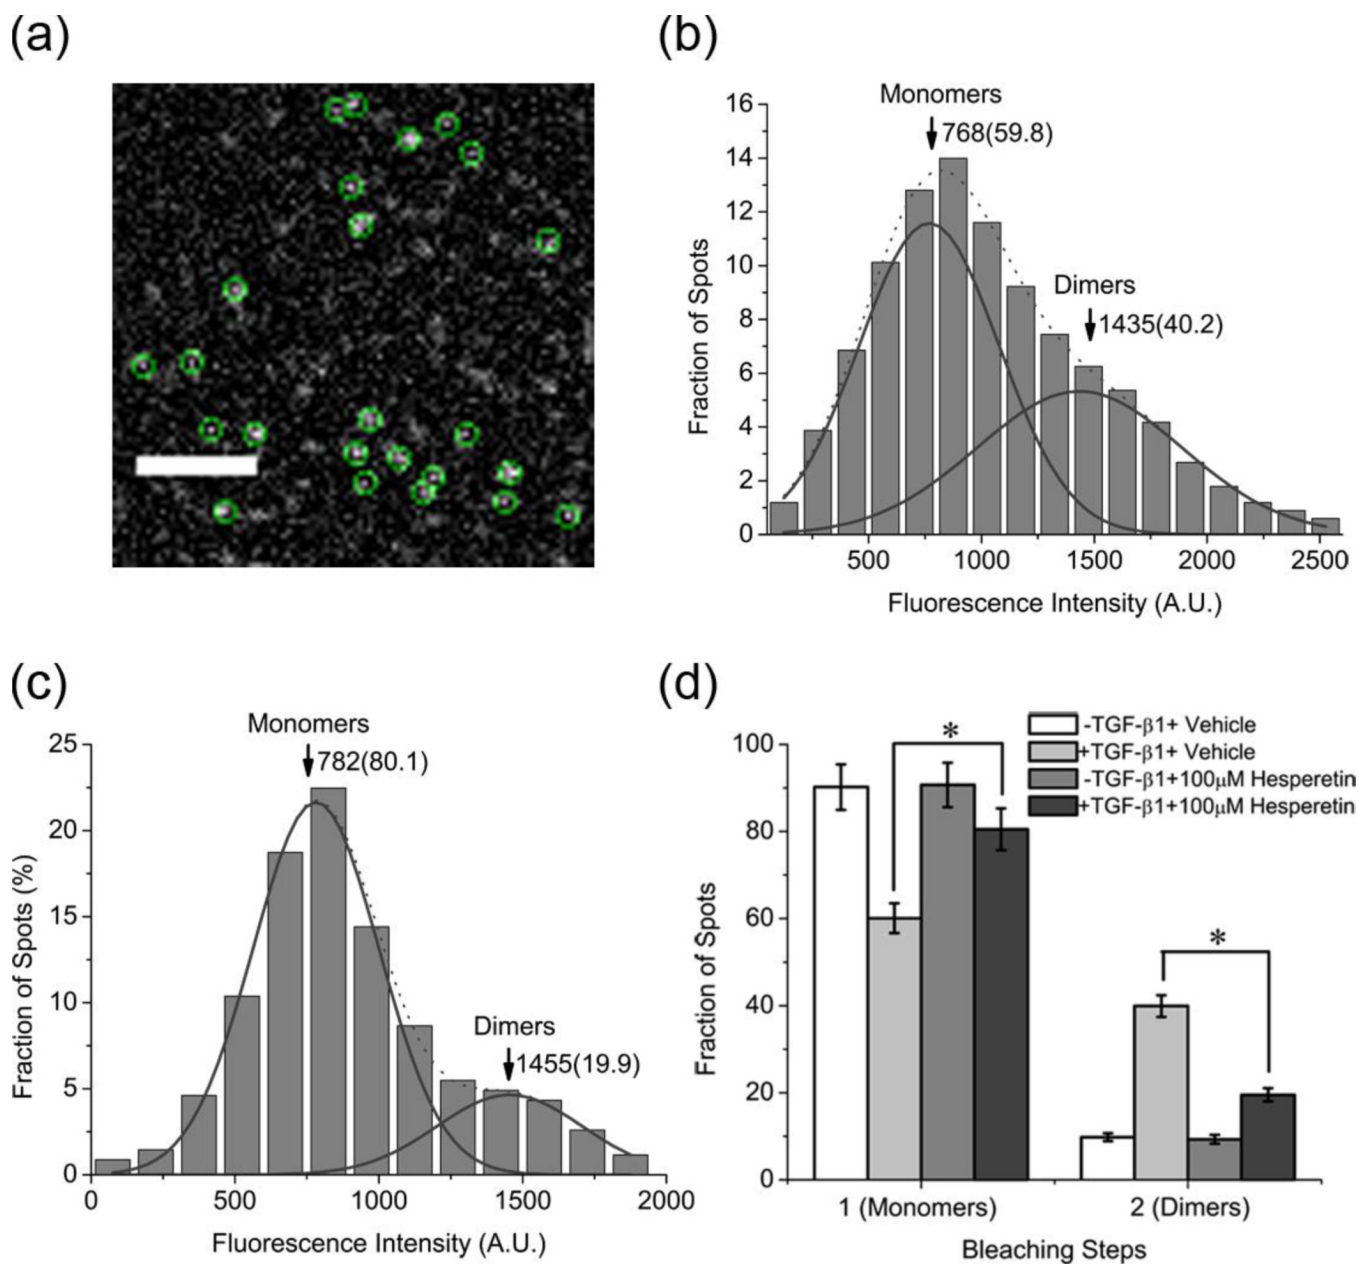 (a)
(b)
Monomers
768(59.8)
Dimers
1435(40.2)
16
14
12
10
8
6
4
2
0
Fraction of Spots
500
1000
1500
2000
2500
Fluorescence Intensity (A.U.)
(c)
Monomers
782(80.1)
Dimers
1455(19.9)
25
20
15
10
5
0
Fraction of Spots (%)
0
500
1000
1500
2000
Fluorescence Intensity (A.U.)
(d)
-TGF-β1+ Vehicle
+TGF-β1+ Vehicle
-TGF-β1+100μM Hesperetin
+TGF-β1+100μM Hesperetin
*
*
100
80
60
40
20
0
Fraction of Spots
1 (Monomers)
2 (Dimers)
Bleaching Steps